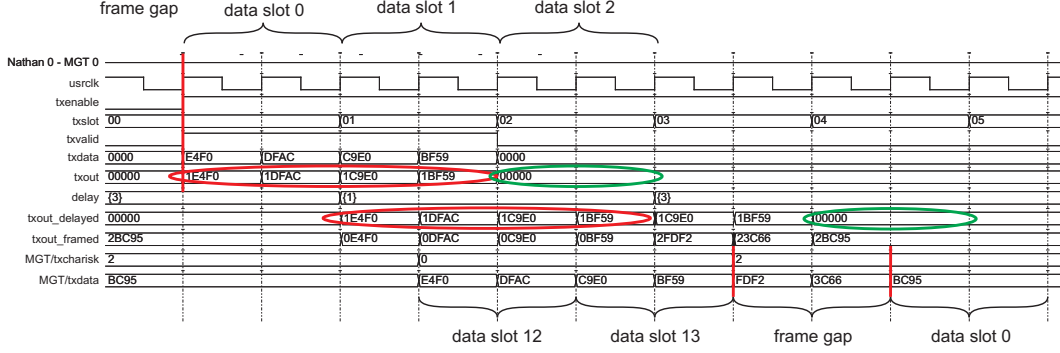 frame gap data slot 0 data slot 1 data slot 2
Nathan 0 - MGT 0
usrclk
txenable
txslot 00 01 02 03 04 05
txvalid
txdata 0000 E4F0 DFAC C9E0 BF59 0000
txout 00000 1E4F0 1DFAC 1C9E0 1BF59 00000
delay {3} {1} {3}
txout_delayed 00000 1E4F0 1DFAC 1C9E0 1BF59 1C9E0 1BF59 00000
txout_framed 2BC95 0E4F0 0DFAC 0C9E0 0BF59 2FDF2 23C66 2BC95
MGT/txcharisk 2 0 2
MGT/txdata BC95 E4F0 DFAC C9E0 BF59 FDF2 3C66 BC95
data slot 12 data slot 13 frame gap data slot 0